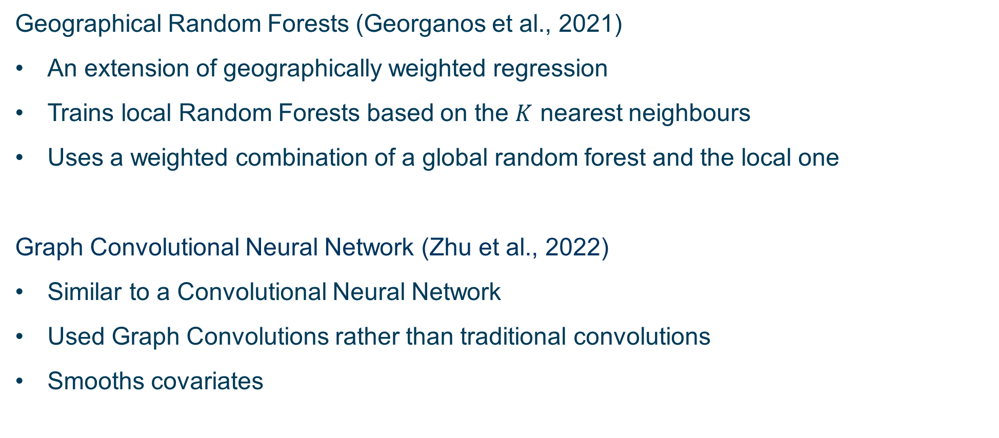 Geographical Random Forests (Georganos et al., 2021)
• An extension of geographically weighted regression
• Trains local Random Forests based on the K nearest neighbours
• Uses a weighted combination of a global random forest and the local one
Graph Convolutional Neural Network (Zhu et al., 2022)
• Similar to a Convolutional Neural Network
• Used Graph Convolutions rather than traditional convolutions
• Smooths covariates